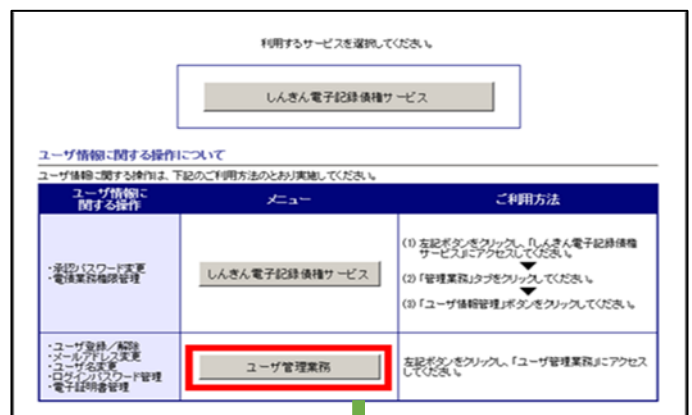 利用するサービスを選択してください。
しんきん電子記録債権サービス
ユーザ情報に関する操作について
ユーザ情報に関する操作は、下記のご利用方法のとおり実施してください。
ユーザ情報に
関する操作
メニュー
ご利用方法
・承認パスワード変更
・電債業務権限管理
しんきん電子記録債権サービス
(1) 左記ボタンをクリックし、「しんきん電子記録債権
サービス」にアクセスしてください。
(2)「管理業務」タブをクリックしてください。
(3)「ユーザ情報管理」ボタンをクリックしてください。
・ユーザ登録／解除
・メールアドレス変更
・ユーザ名変更
・ログインパスワード管理
・電子証明書管理
ユーザ管理業務
左記ボタンをクリックし、「ユーザ管理業務」にアクセス
してください。